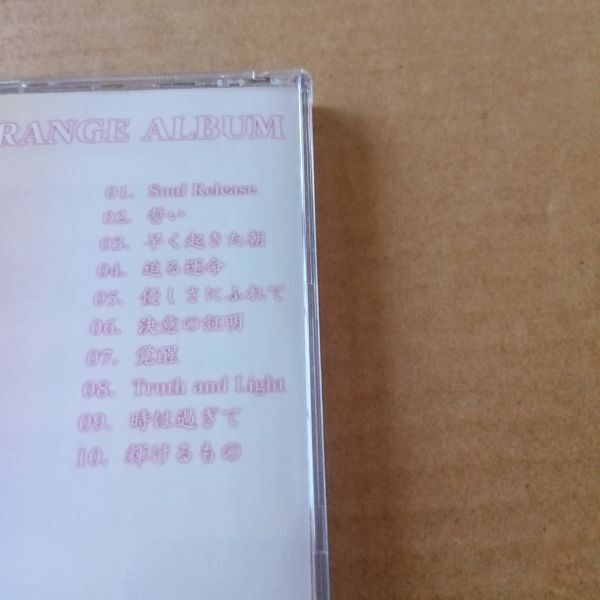 RANGE ALBUM
01. Soul Release
02. 誓い
03. 早く起きた朝
04. 迫る運命
05. 優しさにふれて
06. 決意の証明
07. 覚醒
08. Truth and Light
09. 時は過ぎて
10. 輝けるもの